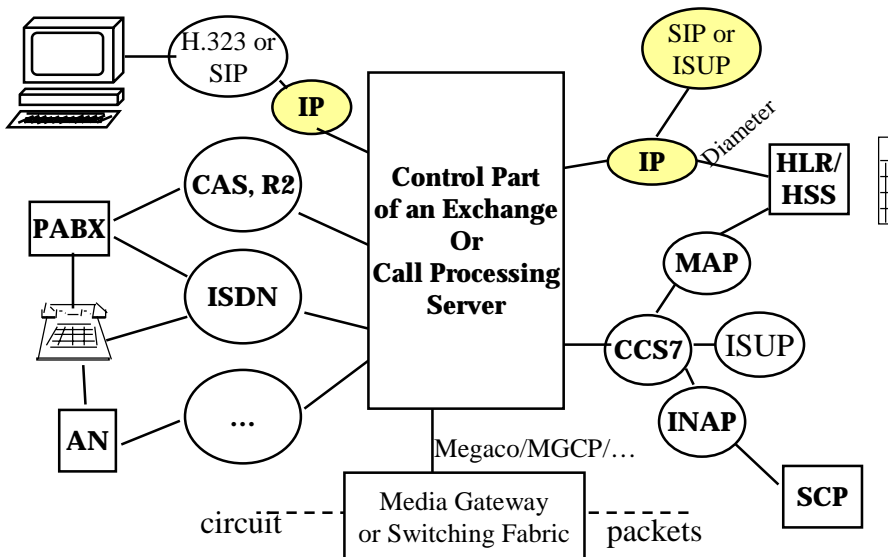 H.323 or
SIP
IP
SIP or
ISUP
IP
Diameter
HLR/
HSS
CAS, R2
PABX
Control Part
of an Exchange
Or
Call Processing
Server
MAP
ISDN
CCS7
ISUP
...
AN
INAP
Megaco/MGCP/…
SCP
Media Gateway
or Switching Fabric
circuit
packets